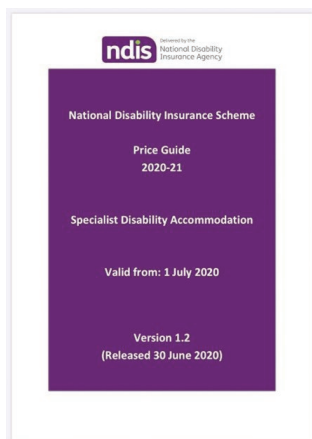 ndis
Delivered by the
National Disability
Insurance Agency
National Disability Insurance Scheme
Price Guide
2020-21
Specialist Disability Accommodation
Valid from: 1 July 2020
Version 1.2
(Released 30 June 2020)